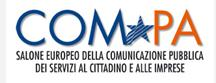 COMPA
SALONE EUROPEO DELLA COMUNICAZIONE PUBBLICA
DEI SERVIZI AL CITTADINO E ALLE IMPRESE